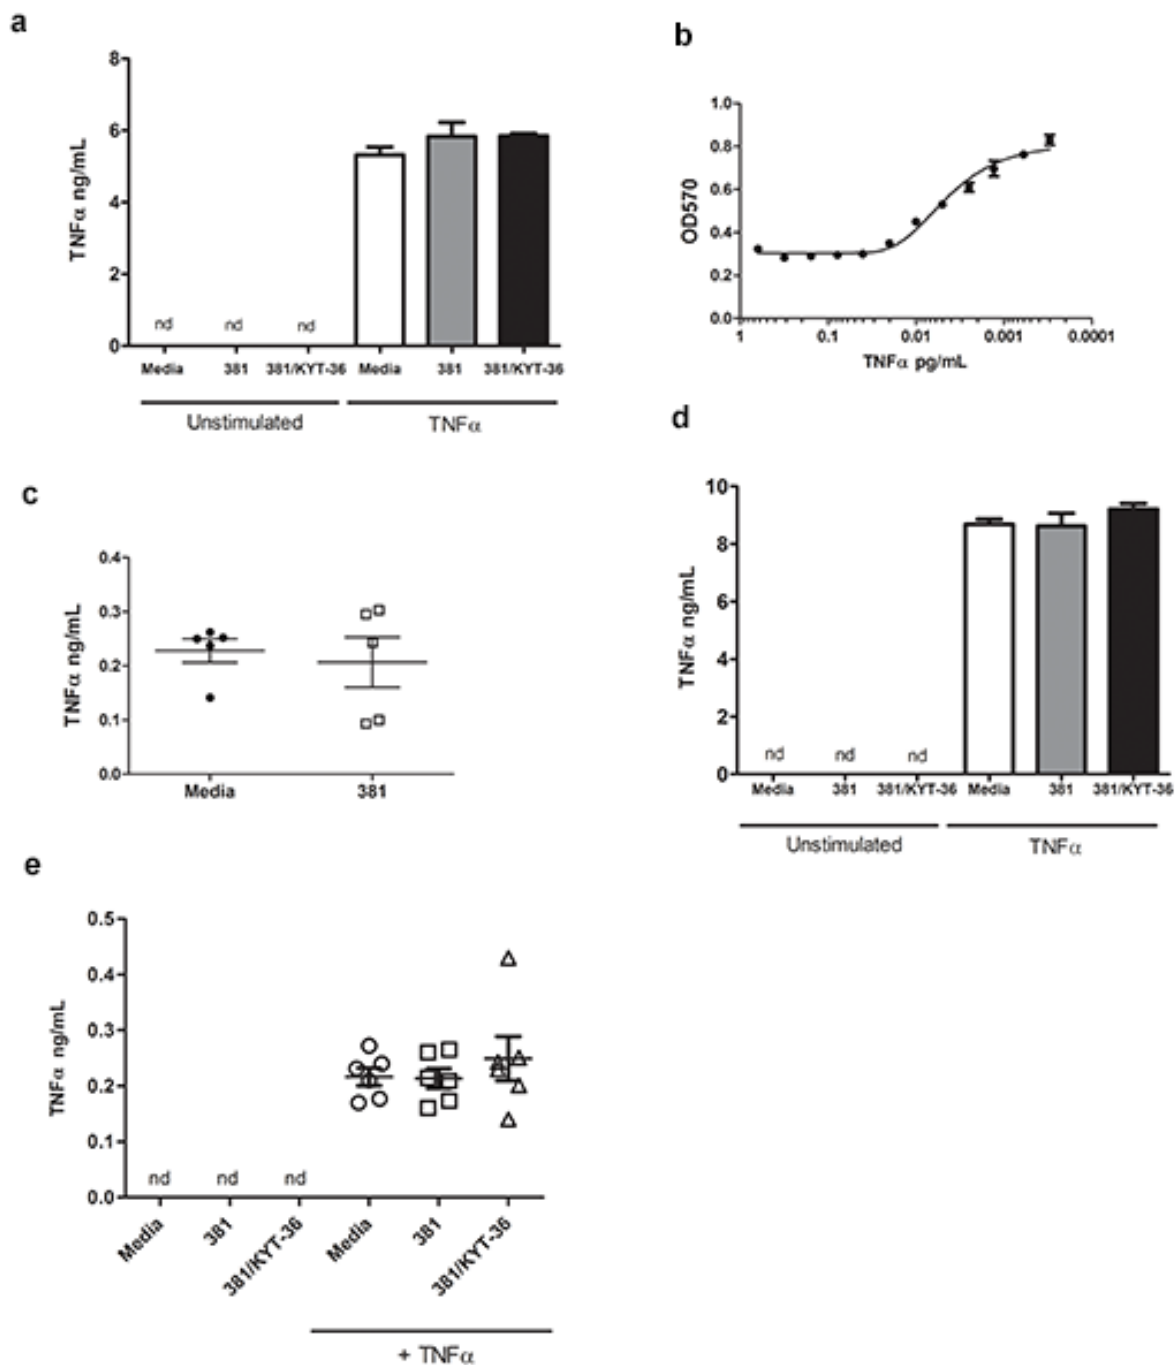 a
8
6
4
2
0
TNFα ng/mL
nd nd nd
Media 381 381/KYT-36 Media 381 381/KYT-36
Unstimulated TNFα
b
1.0
0.8
0.6
0.4
0.2
0.0
OD570
1 0.1 0.01 0.001 0.0001
TNFα pg/mL
c
0.4
0.3
0.2
0.1
0.0
TNFα ng/mL
Media 381
d
10
8
6
4
2
0
TNFα ng/mL
nd nd nd
Media 381 381/KYT-36 Media 381 381/KYT-36
Unstimulated TNFα
e
0.5
0.4
0.3
0.2
0.1
0.0
TNFα ng/mL
nd nd nd
Media 381 381/KYT-36 Media 381 381/KYT-36
+ TNFα